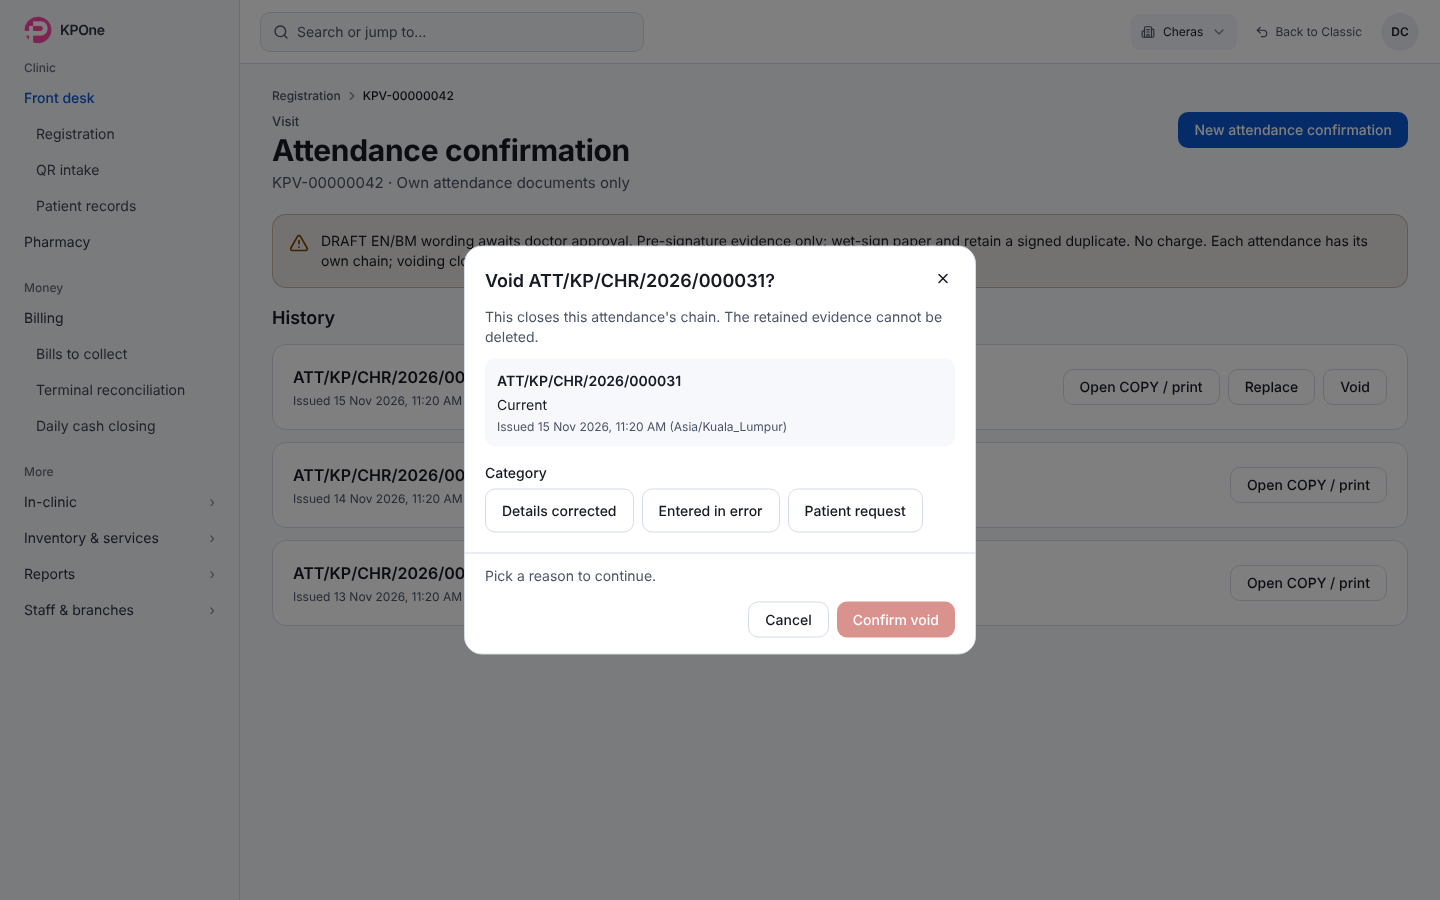 KPOne
Search or jump to...
Cheras
Back to Classic
DC
Clinic
Front desk
Registration
QR intake
Patient records
Pharmacy
Money
Billing
Bills to collect
Terminal reconciliation
Daily cash closing
More
In-clinic
Inventory & services
Reports
Staff & branches
Registration > KPV-00000042
Visit
Attendance confirmation
KPV-00000042 · Own attendance documents only
New attendance confirmation
DRAFT EN/BM wording awaits doctor approval. Pre-signature evidence only; wet-sign paper and retain a signed duplicate. No charge. Each attendance has its
own chain; voiding
History
ATT/KP/CHR/2026/00
Issued 15 Nov 2026, 11:20 AM
Open COPY / print
Replace
Void
ATT/KP/CHR/2026/00
Issued 14 Nov 2026, 11:20 AM
Open COPY / print
ATT/KP/CHR/2026/00
Issued 13 Nov 2026, 11:20 AM
Open COPY / print
Void ATT/KP/CHR/2026/000031?
This closes this attendance's chain. The retained evidence cannot be
deleted.
ATT/KP/CHR/2026/000031
Current
Issued 15 Nov 2026, 11:20 AM (Asia/Kuala_Lumpur)
Category
Details corrected
Entered in error
Patient request
Pick a reason to continue.
Cancel
Confirm void